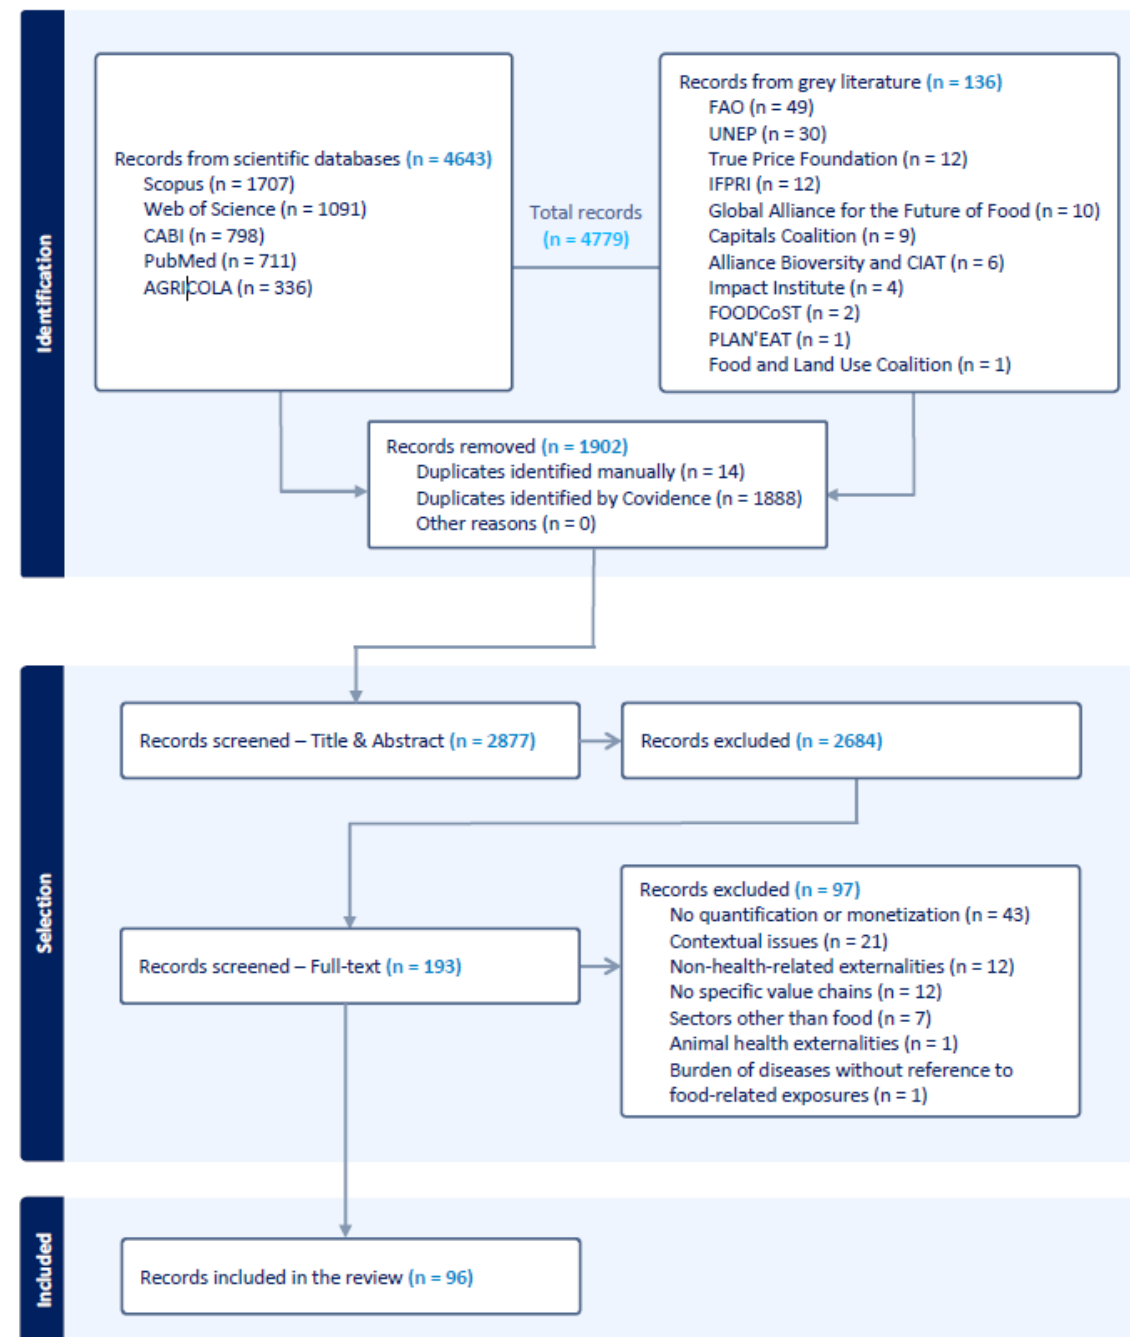 Identification
Records from scientific databases (n = 4643)
Scopus (n = 1707)
Web of Science (n = 1091)
CABI (n = 798)
PubMed (n = 711)
AGRICOLA (n = 336)
Total records
(n = 4779)
Records from grey literature (n = 136)
FAO (n = 49)
UNEP (n = 30)
True Price Foundation (n = 12)
IFPRI (n = 12)
Global Alliance for the Future of Food (n = 10)
Capitals Coalition (n = 9)
Alliance Bioversity and CIAT (n = 6)
Impact Institute (n = 4)
FOODCoST (n = 2)
PLAN'EAT (n = 1)
Food and Land Use Coalition (n = 1)
Records removed (n = 1902)
Duplicates identified manually (n = 14)
Duplicates identified by Covidence (n = 1888)
Other reasons (n = 0)
Selection
Records screened – Title & Abstract (n = 2877)
Records excluded (n = 2684)
Records screened – Full-text (n = 193)
Records excluded (n = 97)
No quantification or monetization (n = 43)
Contextual issues (n = 21)
Non-health-related externalities (n = 12)
No specific value chains (n = 12)
Sectors other than food (n = 7)
Animal health externalities (n = 1)
Burden of diseases without reference to
food-related exposures (n = 1)
Included
Records included in the review (n = 96)